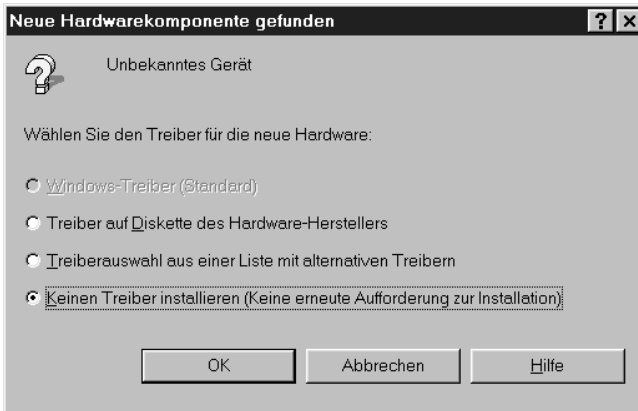 Neue Hardwarekomponente gefunden
Unbekanntes Gerät
Wählen Sie den Treiber für die neue Hardware:
Windows-Treiber (Standard)
Treiber auf Diskette des Hardware-Herstellers
Treiberauswahl aus einer Liste mit alternativen Treibern
Keinen Treiber installieren (Keine erneute Aufforderung zur Installation)
OK Abbrechen Hilfe